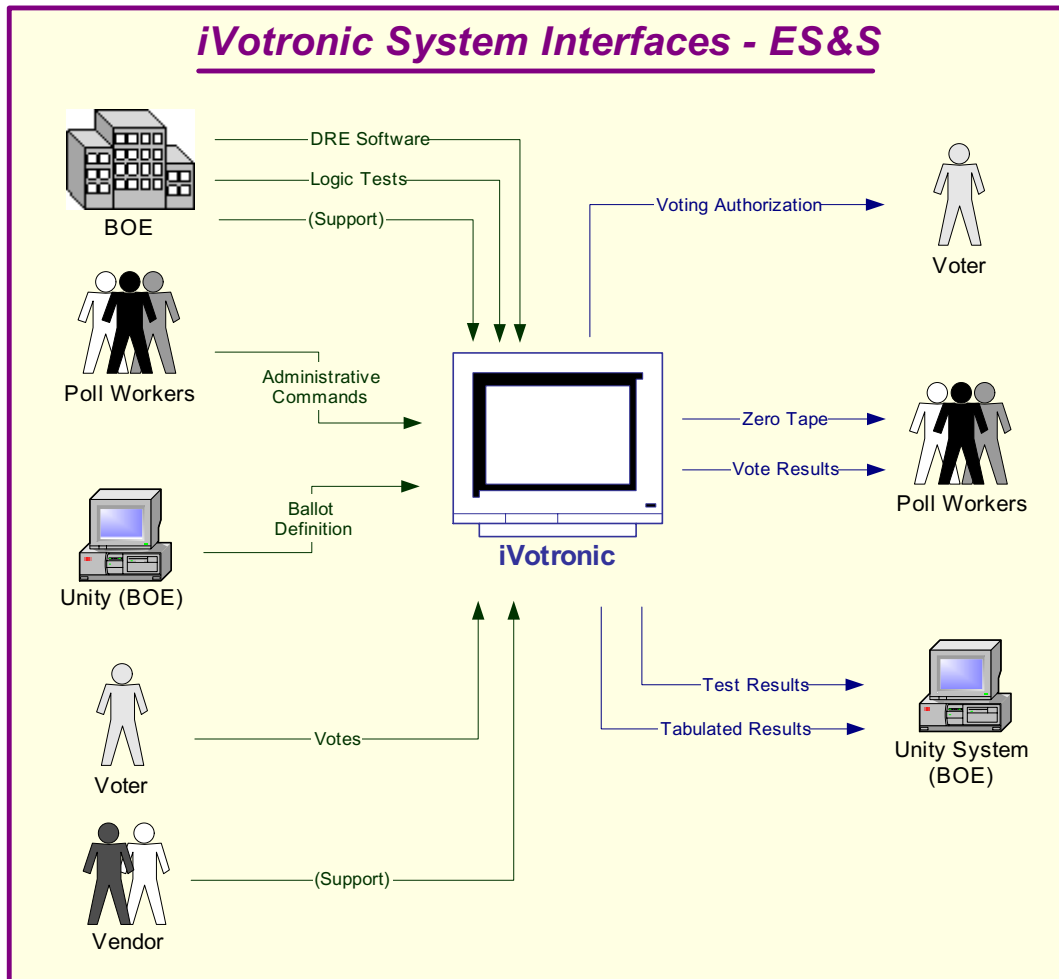 iVotronic System Interfaces - ES&S
DRE Software
Logic Tests
(Support)
BOE
Voting Authorization
Voter
Poll Workers
Administrative
Commands
Zero Tape
Vote Results
Poll Workers
Ballot
Definition
iVotronic
Unity (BOE)
Voter
Votes
Test Results
Tabulated Results
Unity System
(BOE)
(Support)
Vendor